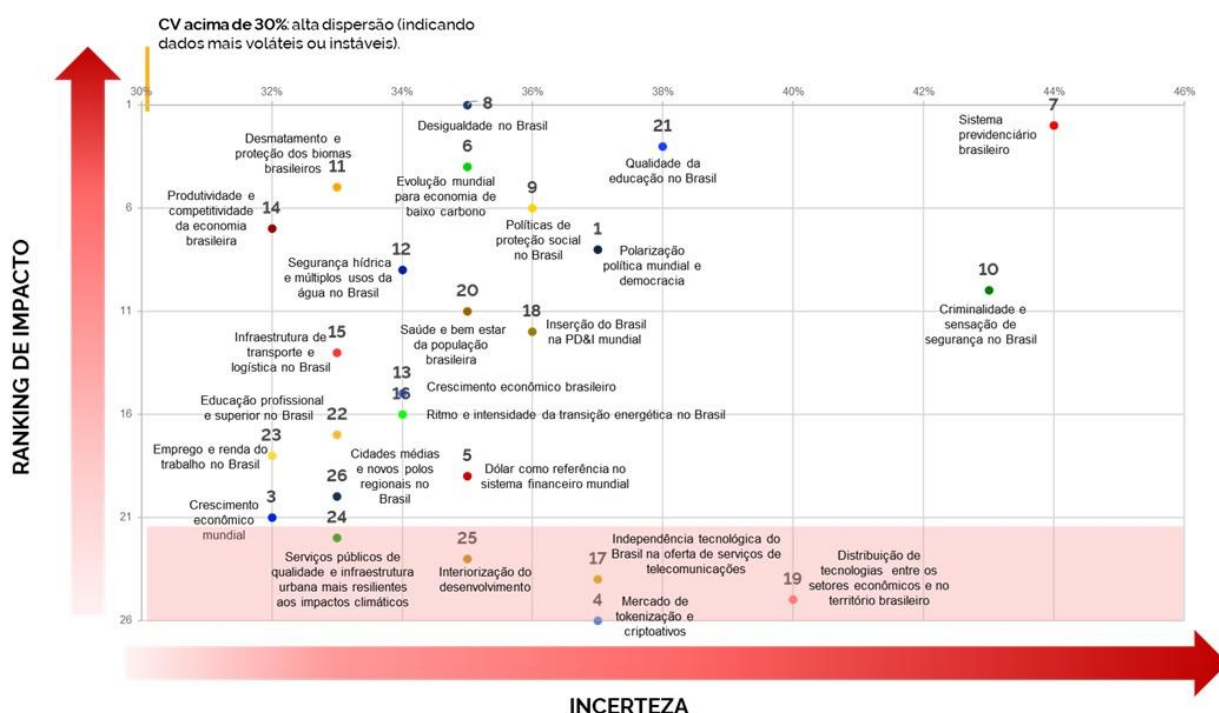 CV acima de 30%: alta dispersão (indicando
dados mais voláteis ou instáveis).
30%
32%
34%
36%
38%
40%
42%
44%
46%
1
6
11
16
21
26
RANKING DE IMPACTO
8
Desigualdade no Brasil
7
Sistema
previdenciário
brasileiro
21
Qualidade da
educação no Brasil
6
Evolução mundial
para economia de
baixo carbono
Desmatamento e
proteção dos biomas
brasileiros
11
9
Políticas de
proteção social
no Brasil
14
Produtividade e
competitividade
da economia
brasileira
1
Polarização
política mundial e
democracia
12
Segurança hídrica
e múltiplos usos da
água no Brasil
10
Criminalidade e
sensação de
segurança no Brasil
20
Saúde e bem estar
da população
brasileira
18
Inserção do Brasil
na PD&I mundial
15
Infraestrutura de
transporte e
logística no Brasil
13
Crescimento econômico brasileiro
16
Ritmo e intensidade da transição energética no Brasil
Educação profissional
e superior no Brasil
22
23
Emprego e renda do
trabalho no Brasil
5
Dólar como referência no
sistema financeiro mundial
26
Cidades médias
e novos polos
regionais no
Brasil
3
Crescimento
econômico
mundial
24
Serviços públicos de
qualidade e infraestrutura
urbana mais resilientes
aos impactos climáticos
25
Interiorização do
desenvolvimento
17
Independência tecnológica do
Brasil na oferta de serviços de
telecomunicações
19
Distribuição de
tecnologias entre os
setores econômicos e no
território brasileiro
4
Mercado de
tokenização e
criptoativos
INCERTEZA